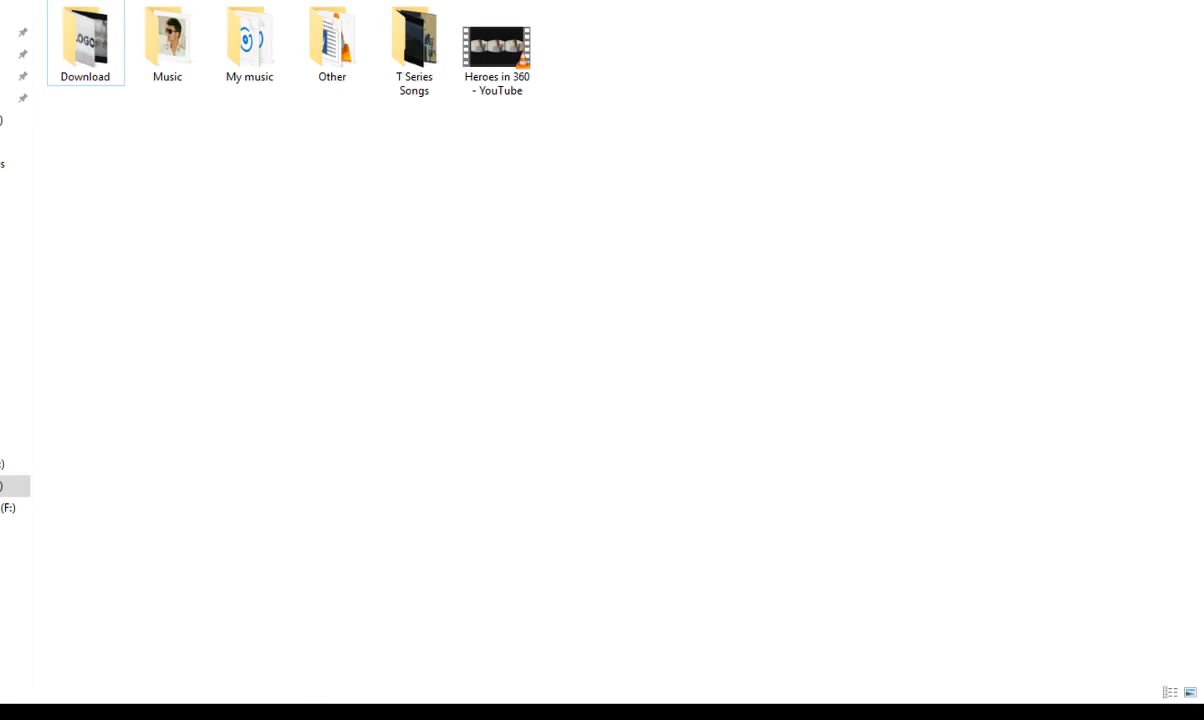 Download
Music
My music
Other
T Series
Songs
Heroes in 360
- YouTube
)
s
:)
)
(F:)